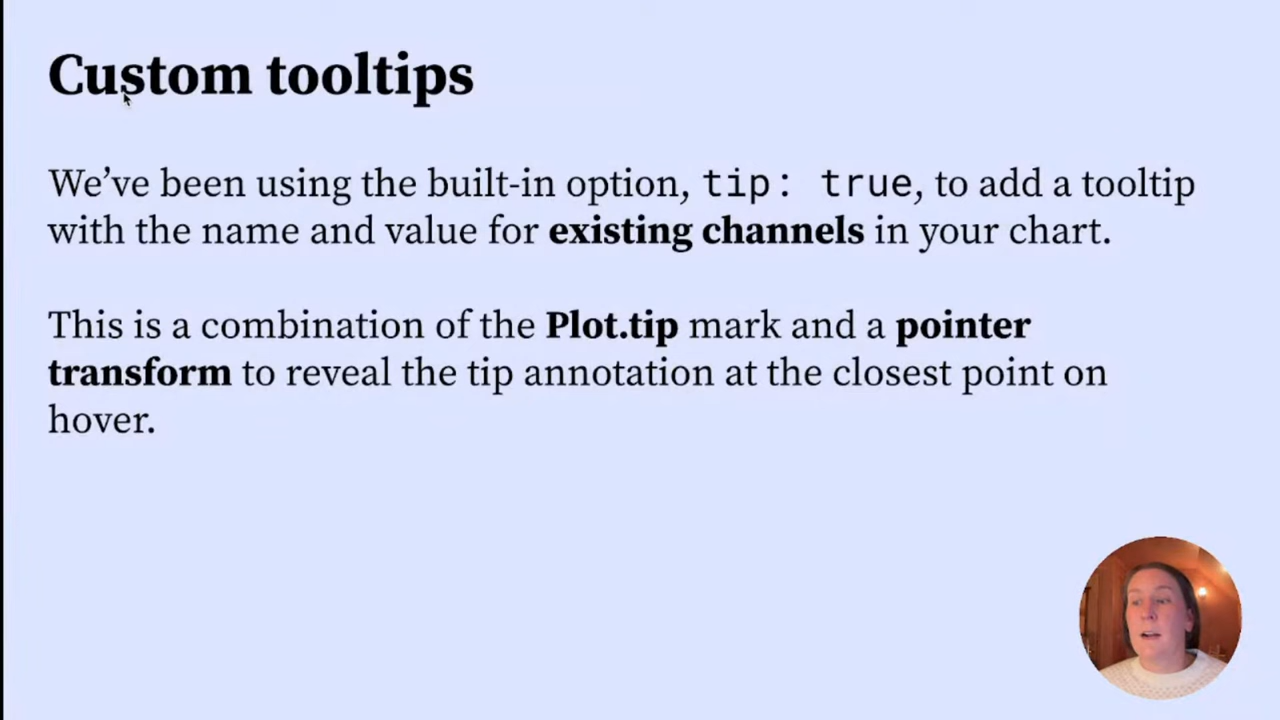 Custom tooltips
We’ve been using the built-in option, tip: true, to add a tooltip
with the name and value for existing channels in your chart.
This is a combination of the Plot.tip mark and a pointer
transform to reveal the tip annotation at the closest point on
hover.